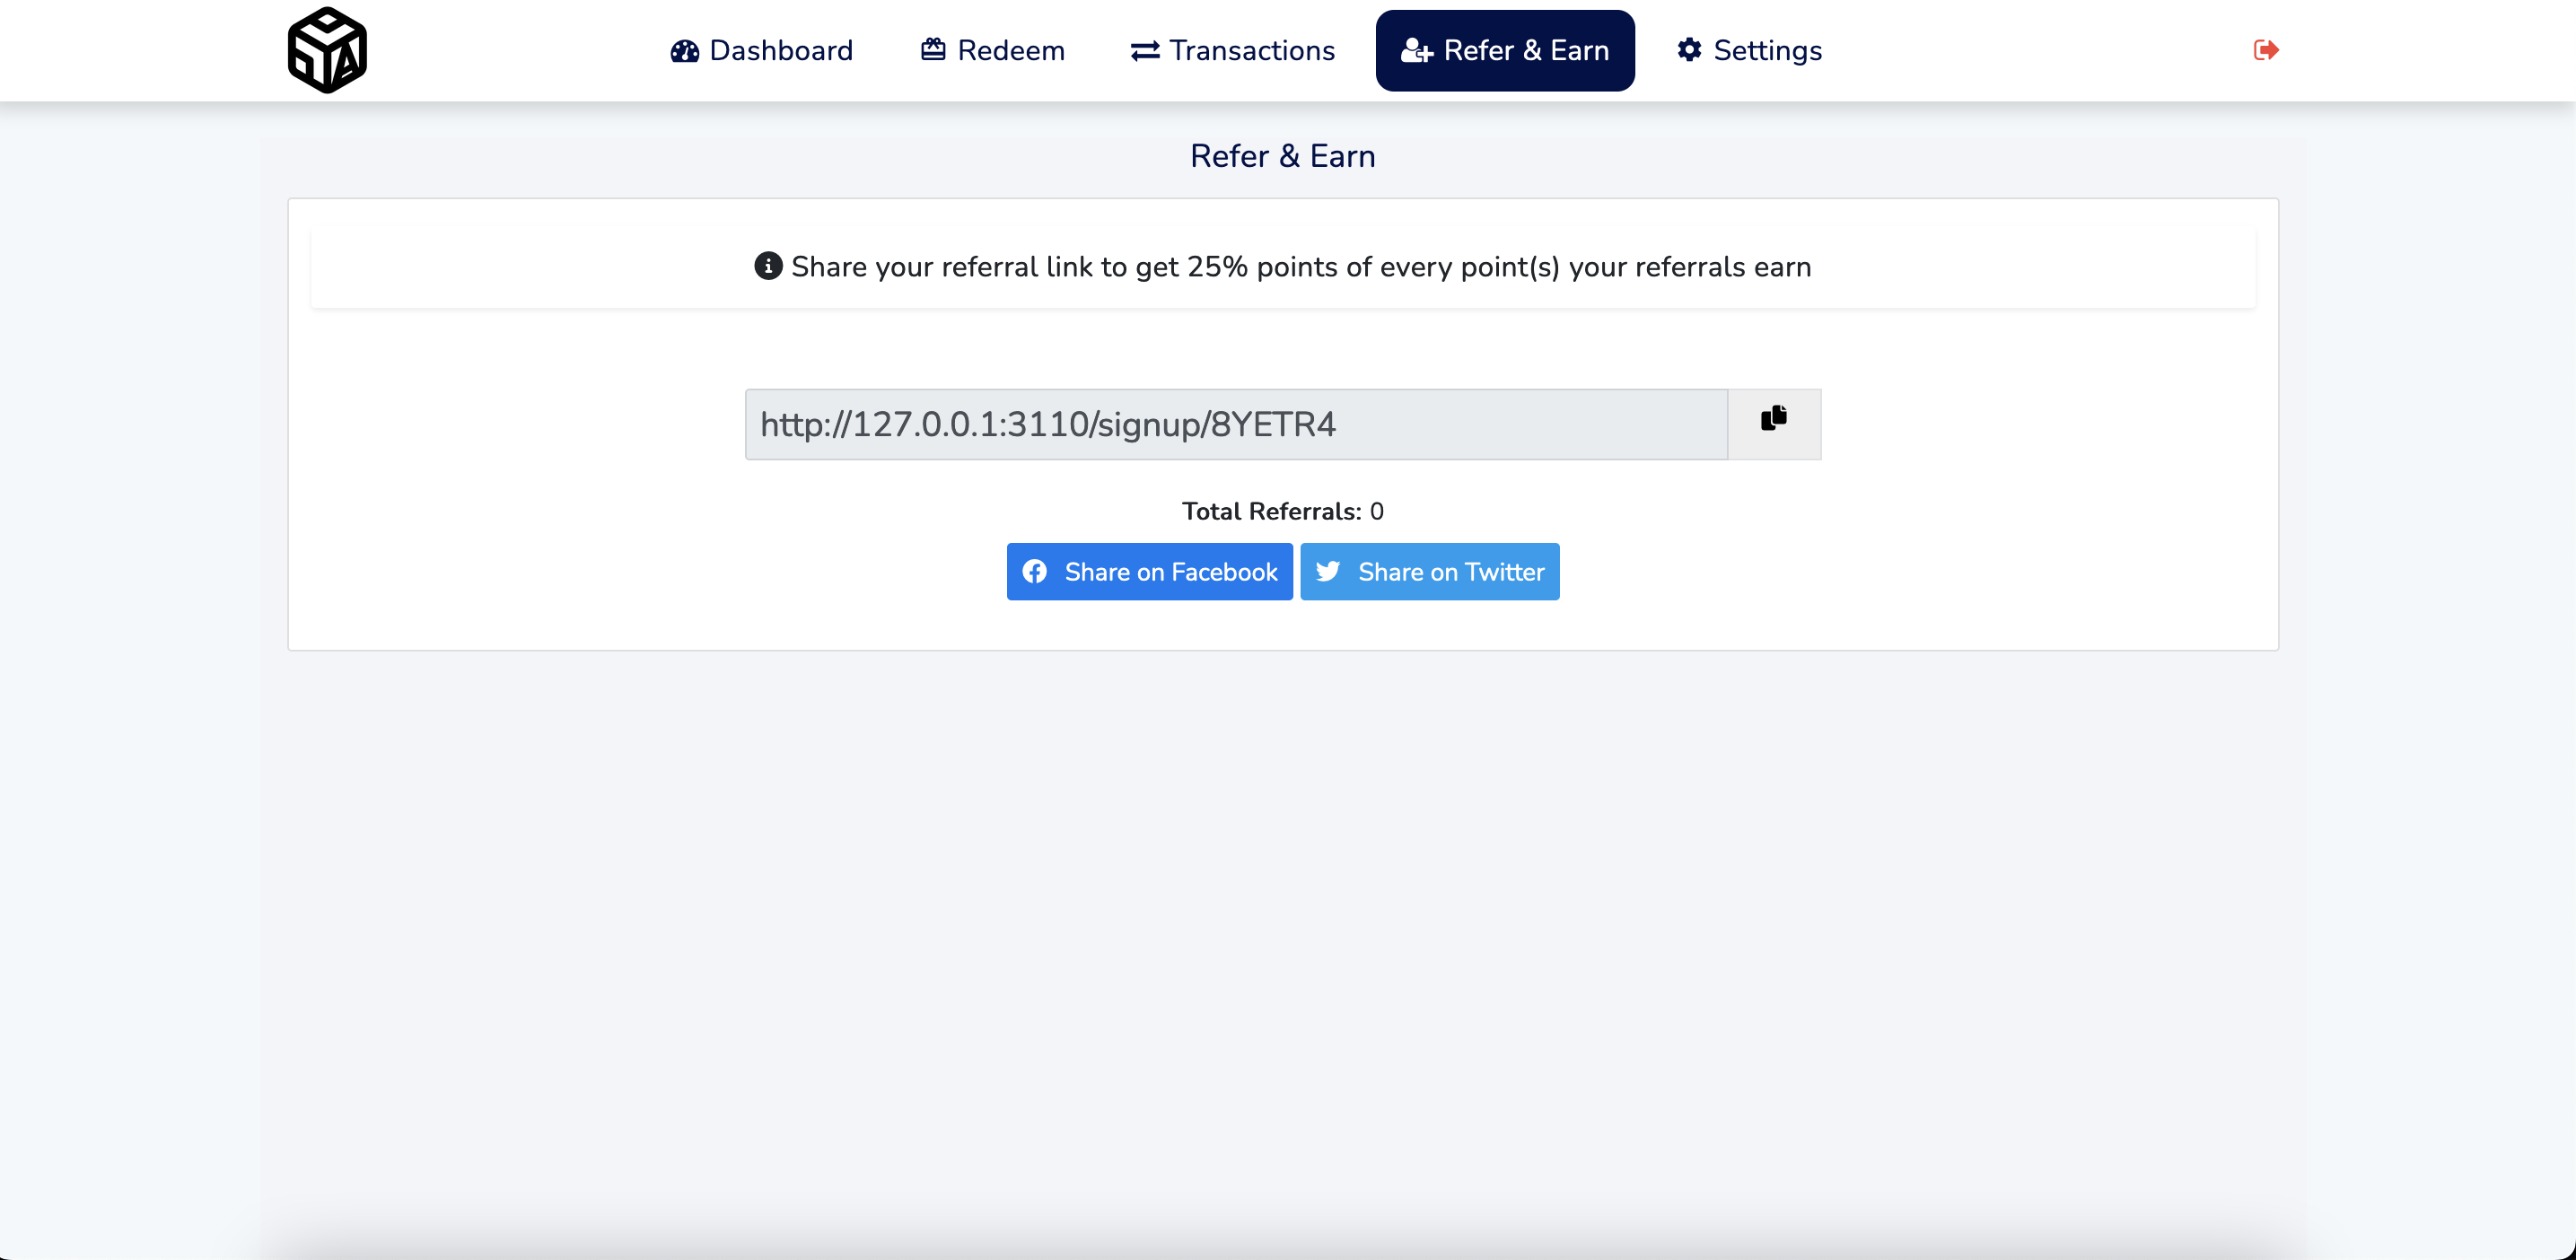 Dashboard Redeem Transactions Refer & Earn Settings
Refer & Earn
Share your referral link to get 25% points of every point(s) your referrals earn
http://127.0.0.1:3110/signup/8YETR4
Total Referrals: 0
Share on Facebook Share on Twitter